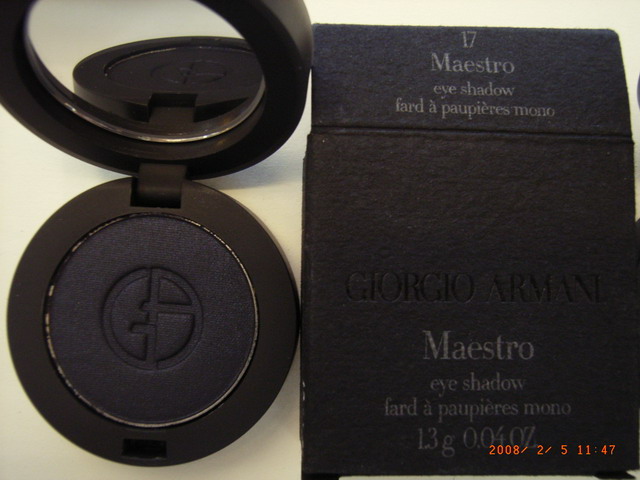 17
Maestro
eye shadow
fard à paupières mono
GIORGIO ARMANI
Maestro
eye shadow
fard à paupières mono
1.3 g 0.04 OZ.
2008/ 2/ 5 11:47